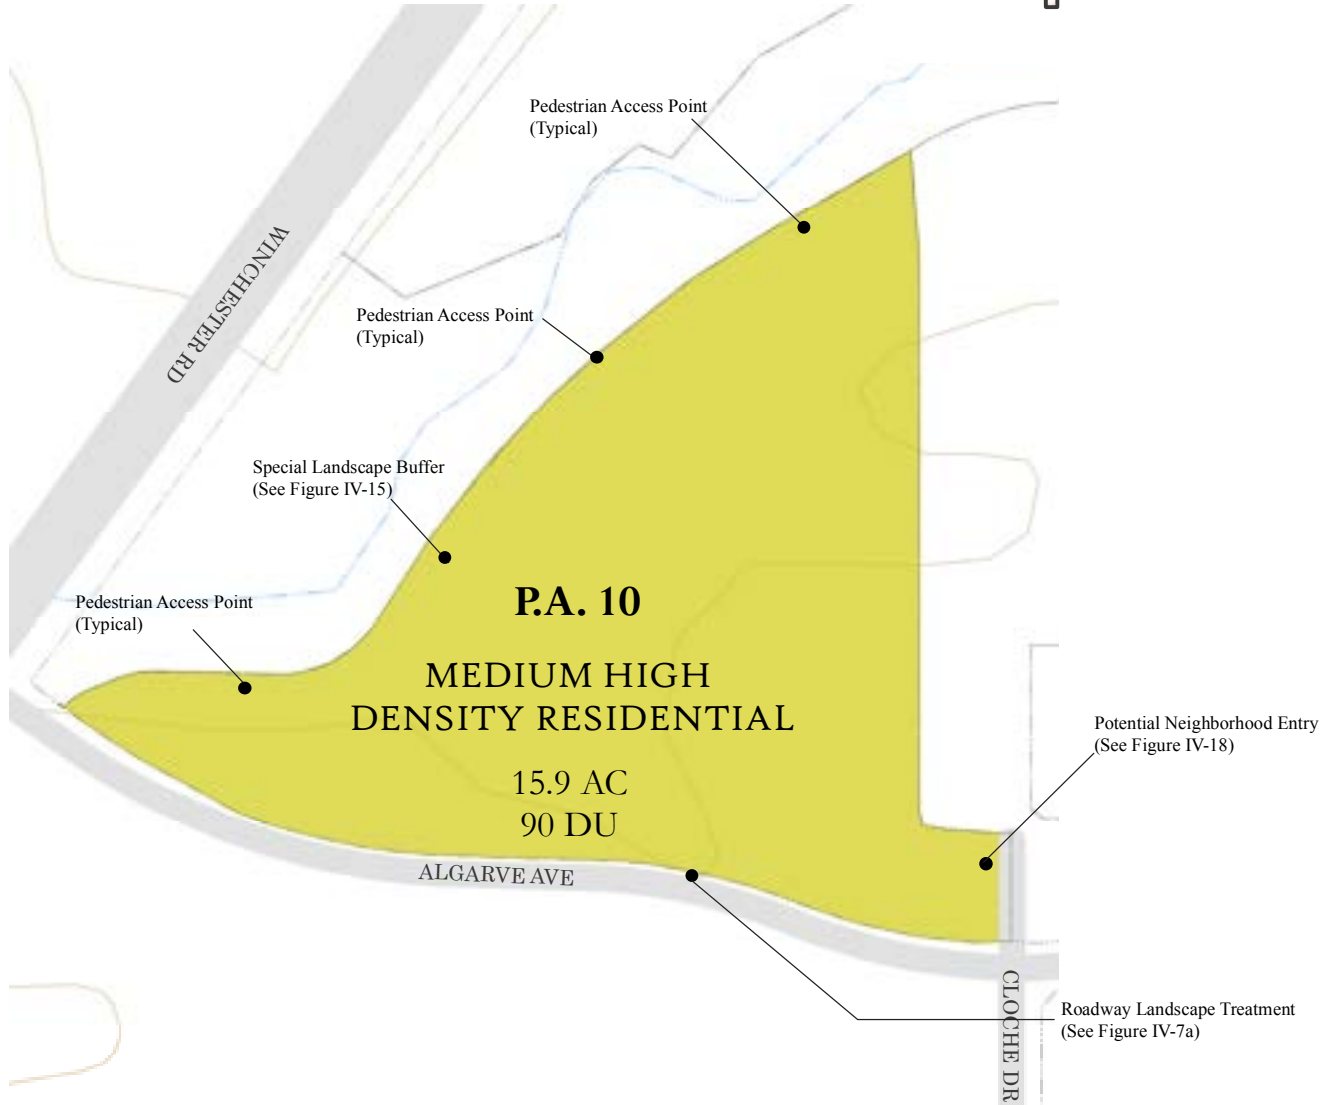 Pedestrian Access Point
(Typical)
WINCHESTER RD
Pedestrian Access Point
(Typical)
Special Landscape Buffer
(See Figure IV-15)
Pedestrian Access Point
(Typical)
P.A. 10
MEDIUM HIGH
DENSITY RESIDENTIAL
15.9 AC
90 DU
Potential Neighborhood Entry
(See Figure IV-18)
ALGARVE AVE
CLOCHE DR
Roadway Landscape Treatment
(See Figure IV-7a)